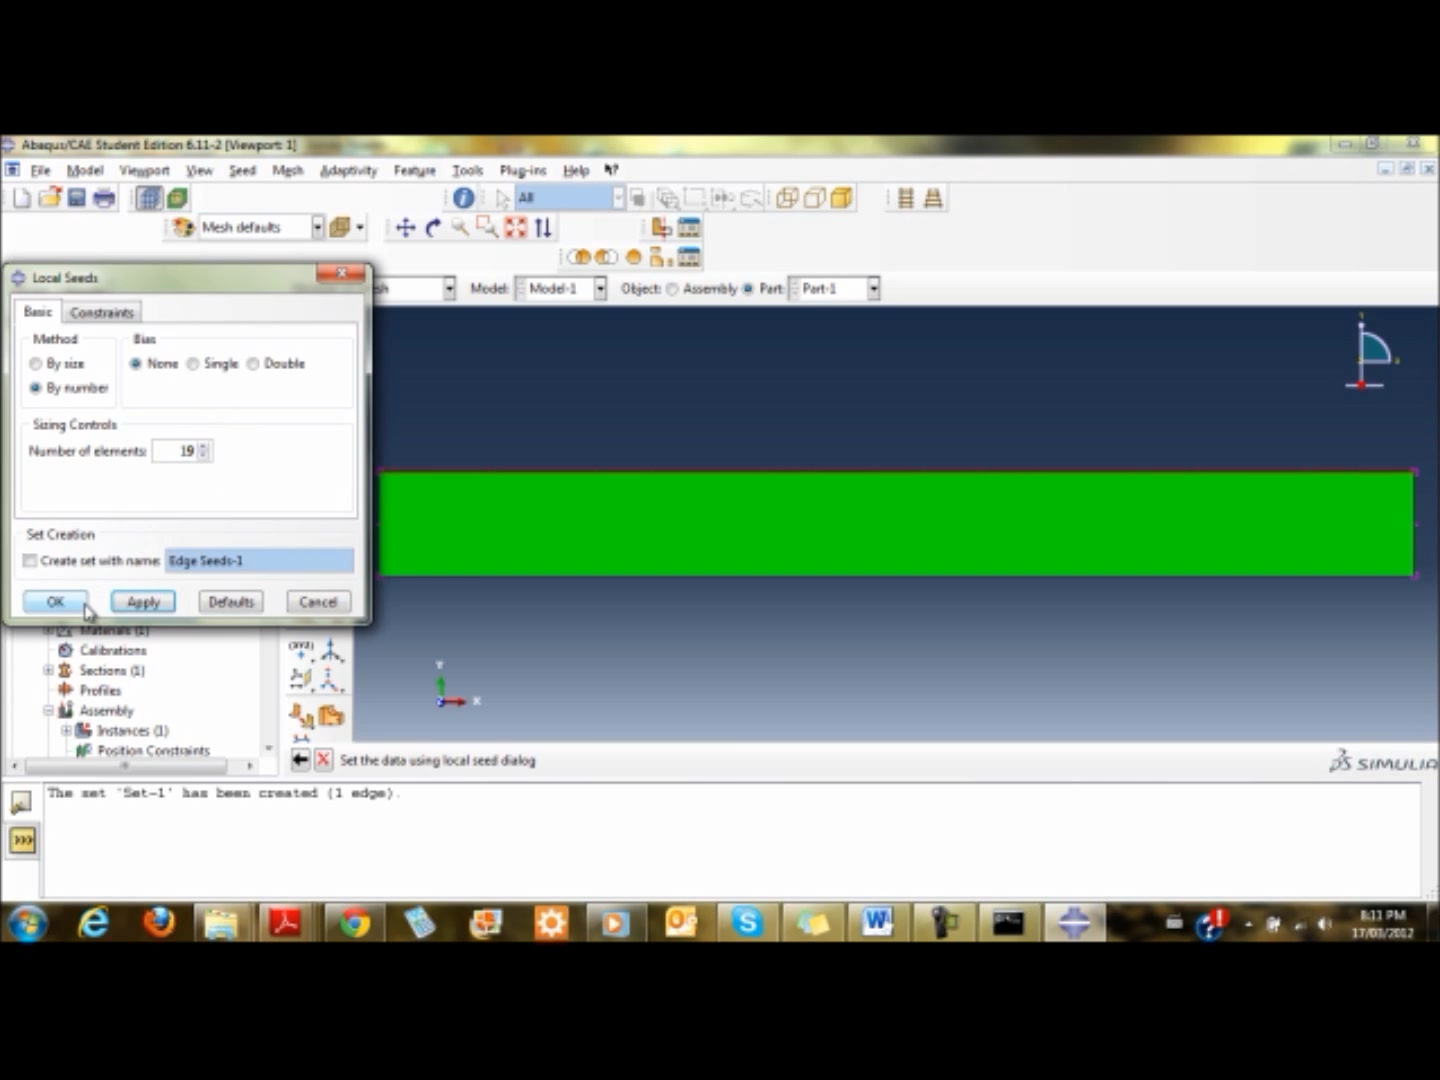 Abaqus/CAE Student Edition 6.11-2 [Viewport: 1]
File Model Viewport View Seed Mesh Adaptivity Feature Tools Plug-ins Help
All
Mesh defaults
Local Seeds
Model: Model-1 Object: Assembly Part: Part-1
Basic Constraints
Method Bias
By size None Single Double
By number
Sizing Controls
Number of elements: 19
Set Creation
Create set with name: Edge Seeds-1
OK Apply Defaults Cancel
Materials (1)
Calibrations
Sections (1)
Profiles
Assembly
Instances (1)
Position Constraints
Y
X
Set the data using local seed dialog
SIMULIA
The set 'Set-1' has been created (1 edge).
8:11 PM
17/03/2012